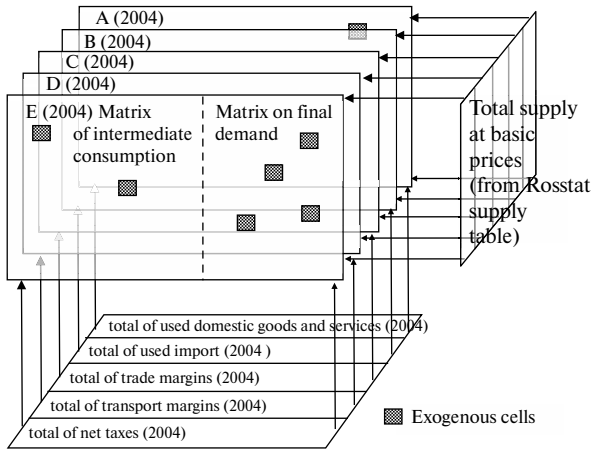 A (2004)
B (2004)
C (2004)
D (2004)
E (2004) Matrix
of intermediate
consumption
Matrix on final
demand
Total supply
at basic
prices
(from Rosstat
supply
table)
total of used domestic goods and services (2004)
total of used import (2004 )
total of trade margins (2004)
total of transport margins (2004)
total of net taxes (2004)
Exogenous cells